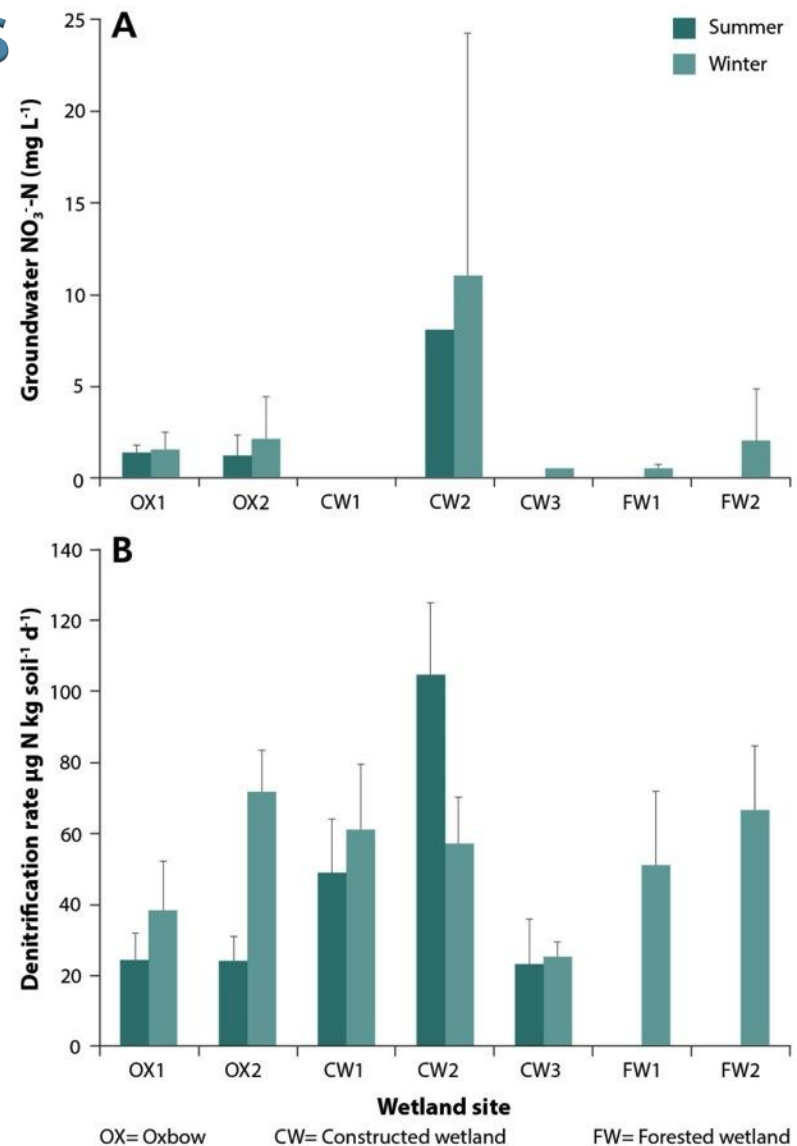 S
A
Summer
Winter
Groundwater NO₃⁻-N (mg L⁻¹)
25
20
15
10
5
0
OX1 OX2 CW1 CW2 CW3 FW1 FW2
B
Denitrification rate µg N kg soil⁻¹ d⁻¹)
140
120
100
80
60
40
20
0
OX1 OX2 CW1 CW2 CW3 FW1 FW2
Wetland site
OX= Oxbow CW= Constructed wetland FW= Forested wetland